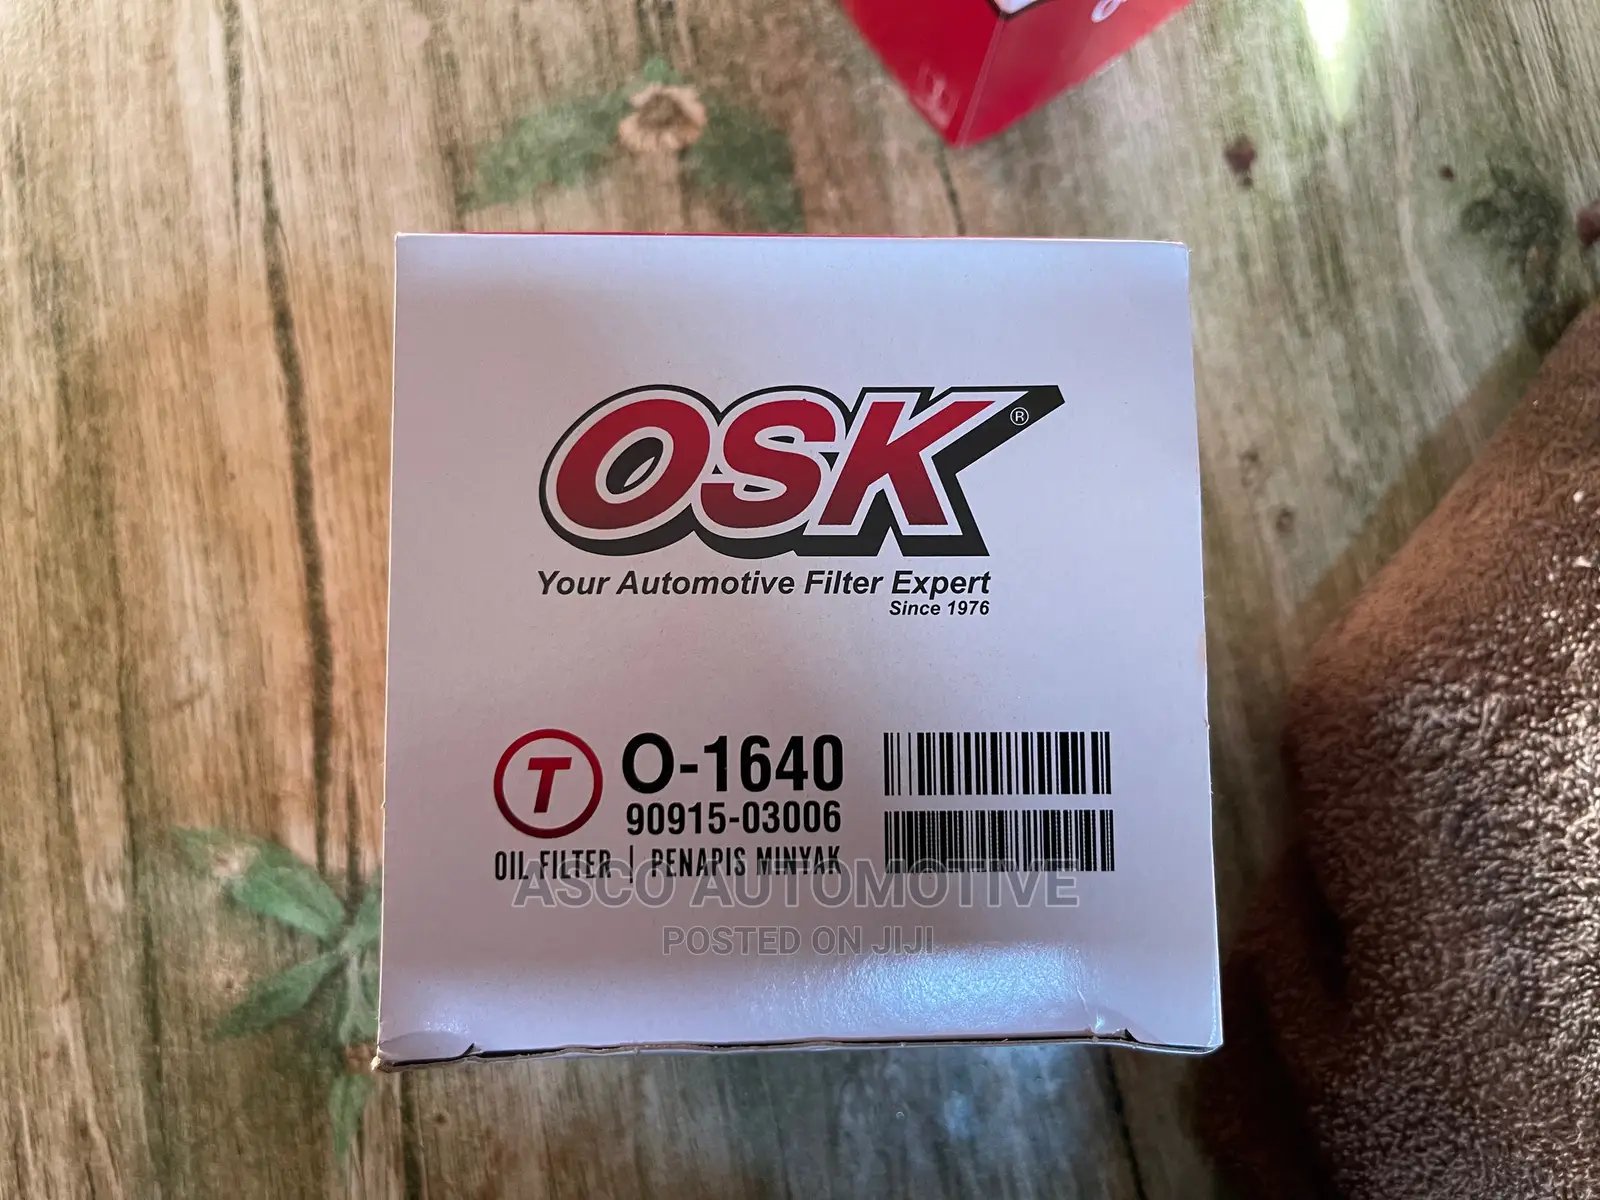 OSK®
Your Automotive Filter Expert
Since 1976
T O-1640
90915-03006
OIL FILTER | PENAPIS MINYAK
ASCO AUTOMOTIVE
POSTED ON JIJI